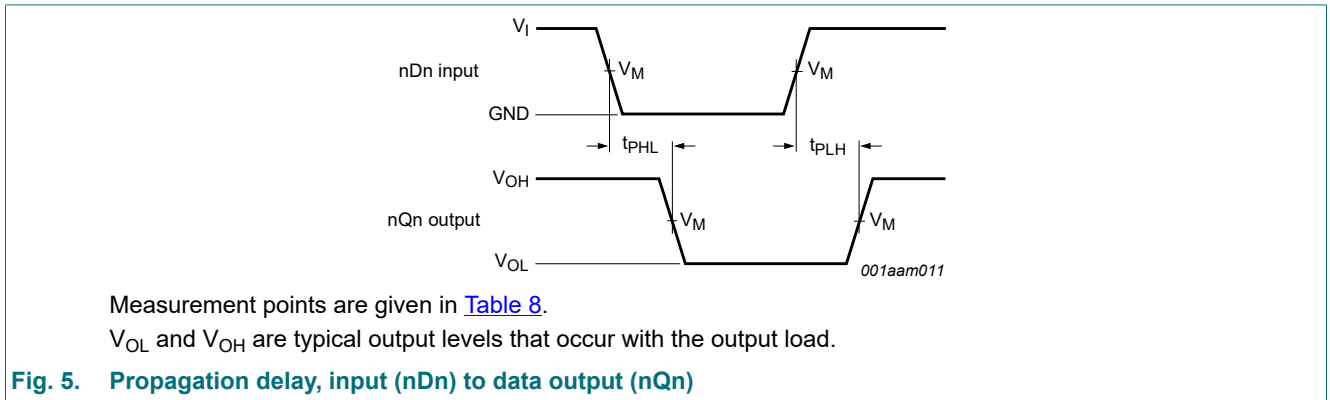 VI
nDn input
VM
VM
GND
tPHL
tPLH
VOH
nQn output
VM
VM
VOL
001aam011
Measurement points are given in Table 8.
VOL and VOH are typical output levels that occur with the output load.
Fig. 5. Propagation delay, input (nDn) to data output (nQn)